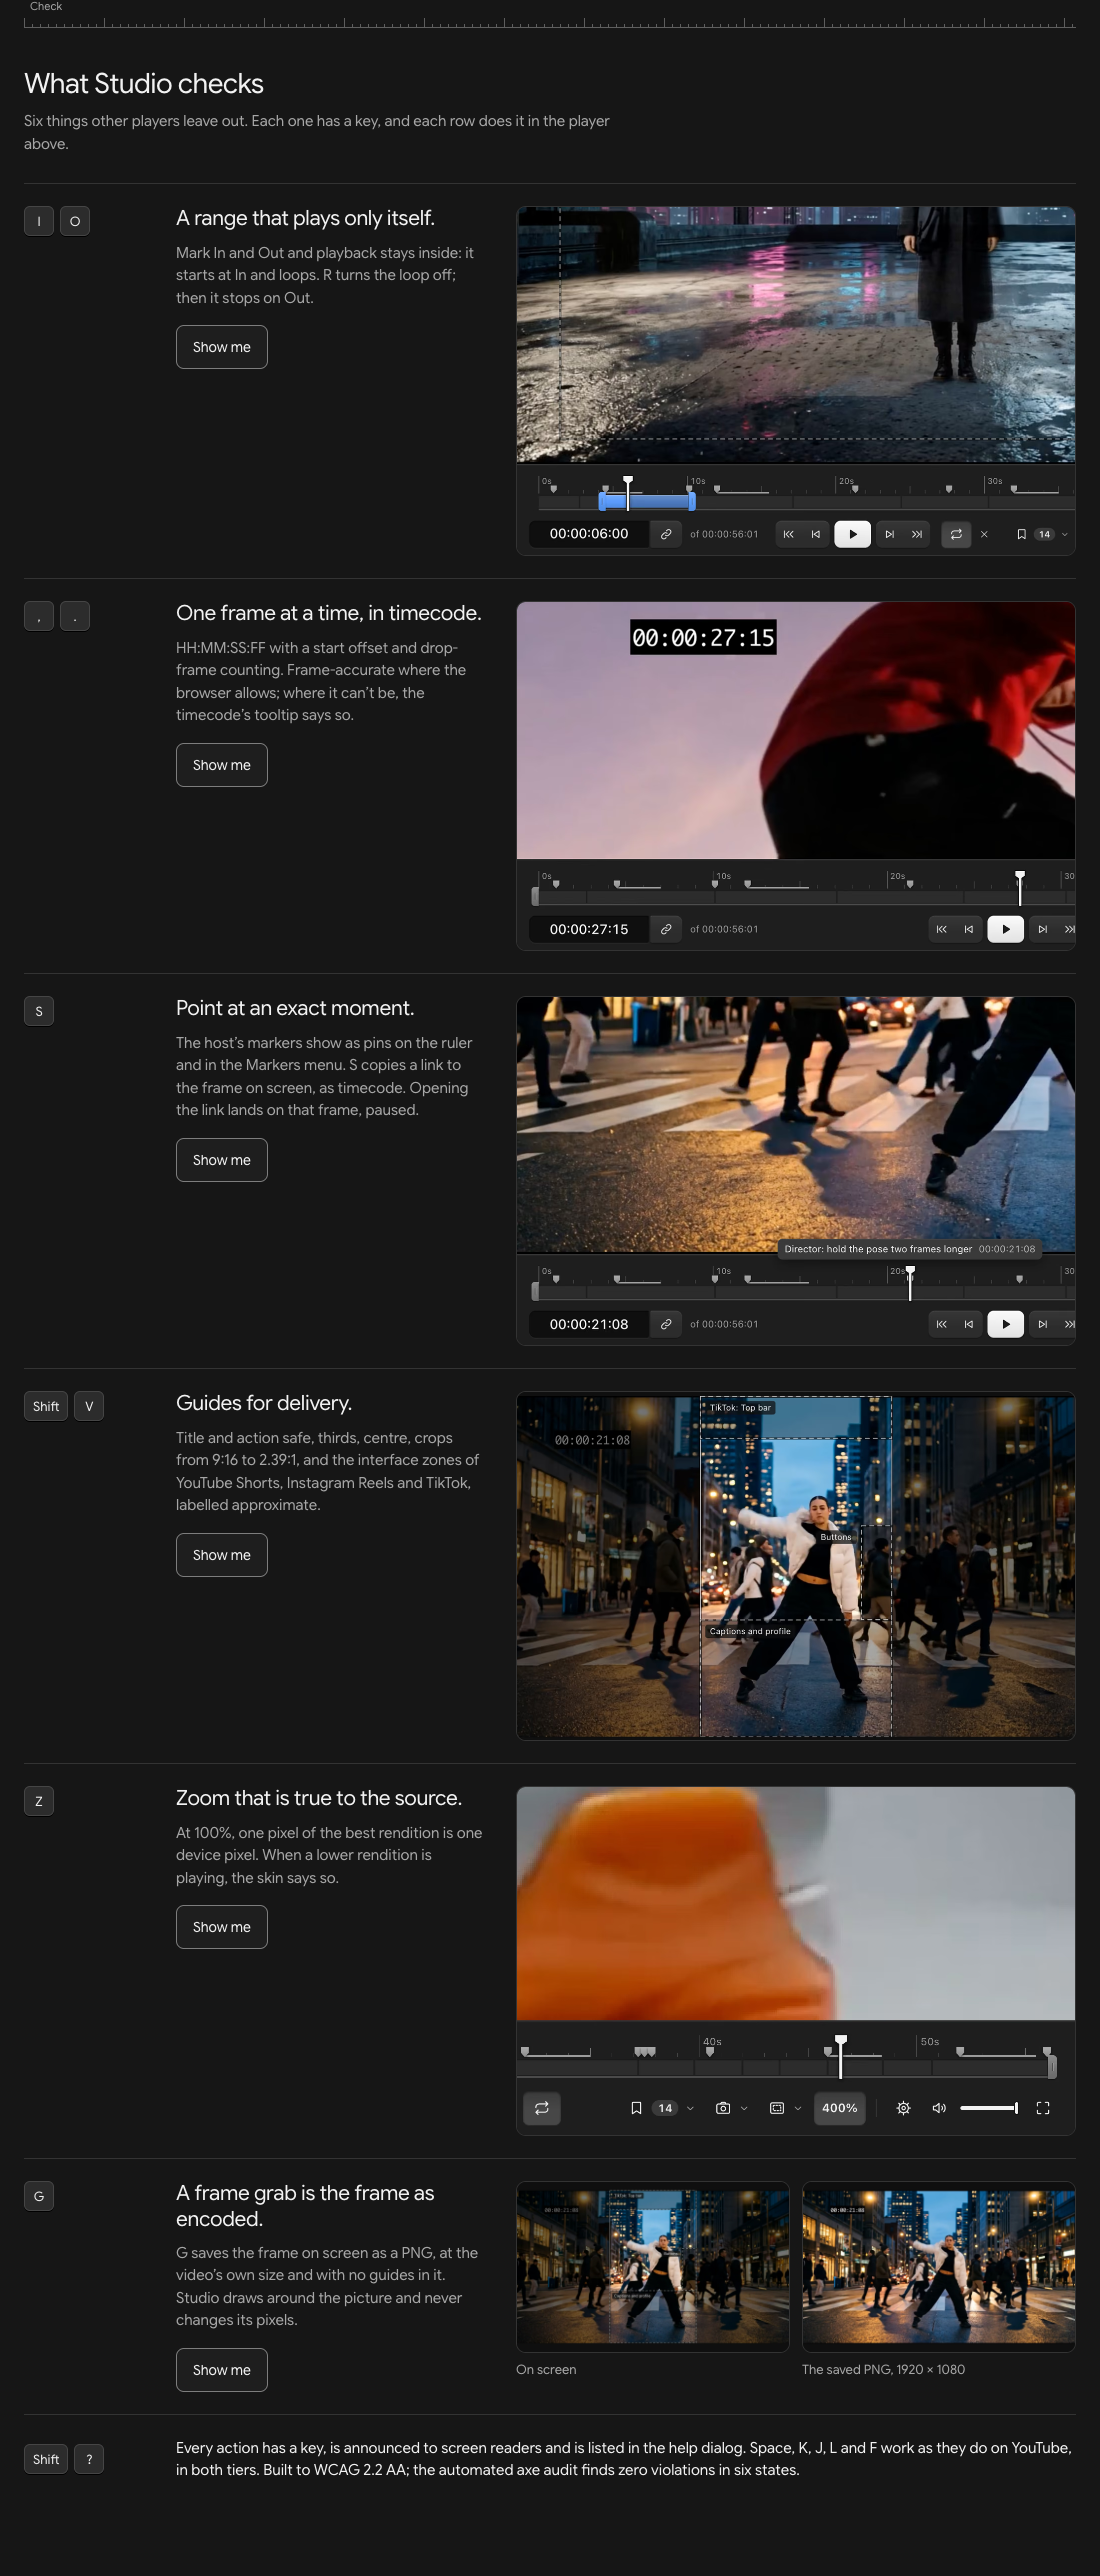 Check
What Studio checks
Six things other players leave out. Each one has a key, and each row does it in the player
above.
I O
A range that plays only itself.
Mark In and Out and playback stays inside: it
starts at In and loops. R turns the loop off;
then it stops on Out.
Show me
0s 10s 20s 30s
00:00:06:00 of 00:00:56:01 14
, .
One frame at a time, in timecode.
HH:MM:SS:FF with a start offset and drop-
frame counting. Frame-accurate where the
browser allows; where it can’t be, the
timecode’s tooltip says so.
Show me
00:00:27:15
0s 10s 20s 30
00:00:27:15 of 00:00:56:01
S
Point at an exact moment.
The host’s markers show as pins on the ruler
and in the Markers menu. S copies a link to
the frame on screen, as timecode. Opening
the link lands on that frame, paused.
Show me
Director: hold the pose two frames longer 00:00:21:08
0s 10s 20s 30
00:00:21:08 of 00:00:56:01
Shift V
Guides for delivery.
Title and action safe, thirds, centre, crops
from 9:16 to 2.39:1, and the interface zones of
YouTube Shorts, Instagram Reels and TikTok,
labelled approximate.
Show me
TikTok: Top bar
00:00:21:08
Buttons
Captions and profile
Z
Zoom that is true to the source.
At 100%, one pixel of the best rendition is one
device pixel. When a lower rendition is
playing, the skin says so.
Show me
40s 50s
14 400%
G
A frame grab is the frame as
encoded.
G saves the frame on screen as a PNG, at the
video’s own size and with no guides in it.
Studio draws around the picture and never
changes its pixels.
Show me
00:00:21:08
00:00:21:08
On screen
The saved PNG, 1920 × 1080
Shift ?
Every action has a key, is announced to screen readers and is listed in the help dialog. Space, K, J, L and F work as they do on YouTube,
in both tiers. Built to WCAG 2.2 AA; the automated axe audit finds zero violations in six states.